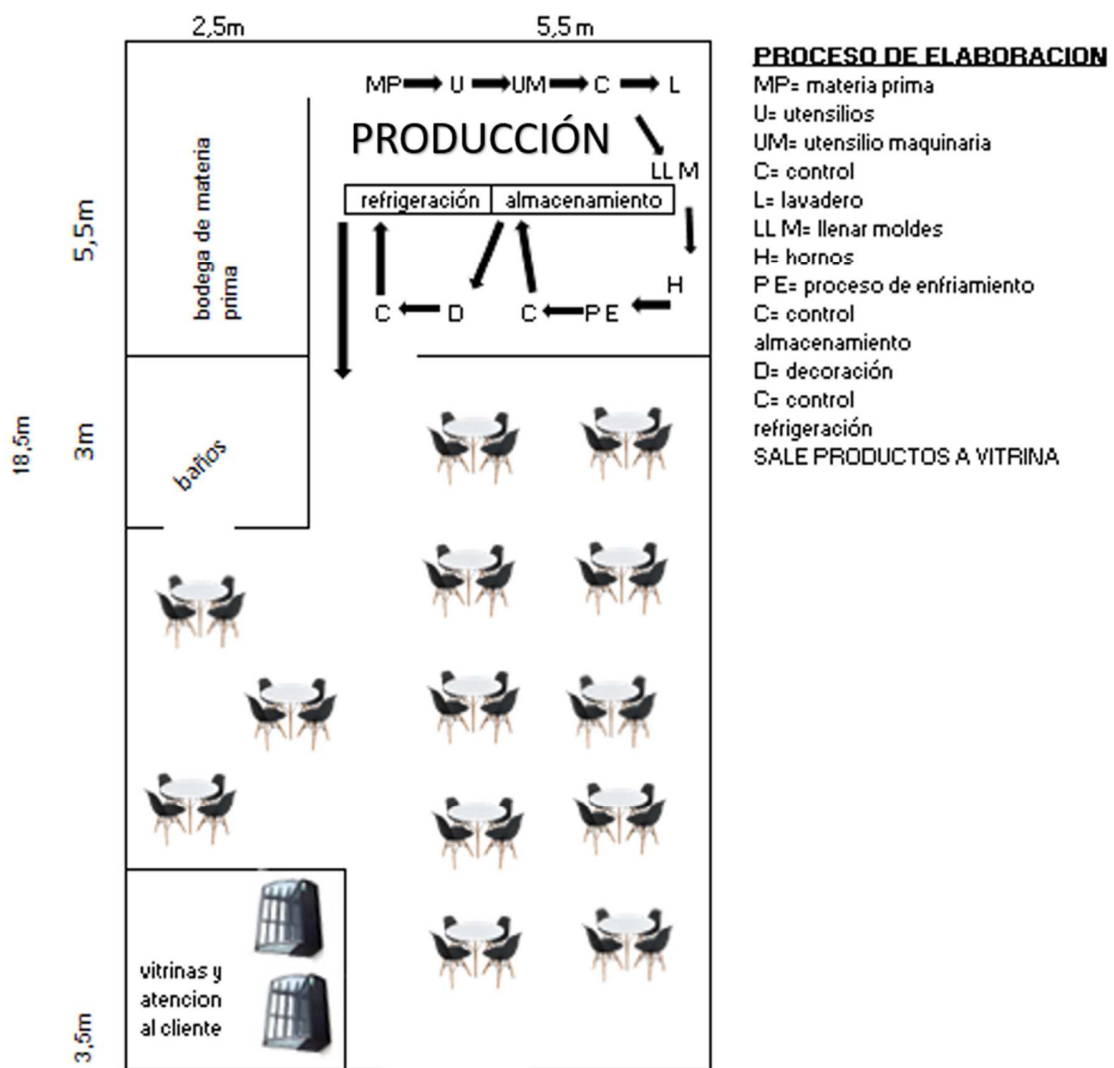 2,5m
5,5 m
MP U UM C L
PRODUCCIÓN
LL M
refrigeración almacenamiento
H
C D C P E
bodega de materia
prima
5,5m
baños
3m
18,5m
vitrinas y
atencion
al cliente
3,5m
PROCESO DE ELABORACION
MP= materia prima
U= utensilios
UM= utensilio maquinaria
C= control
L= lavadero
LL M= llenar moldes
H= hornos
P E= proceso de enfriamiento
C= control
almacenamiento
D= decoración
C= control
refrigeración
SALE PRODUCTOS A VITRINA